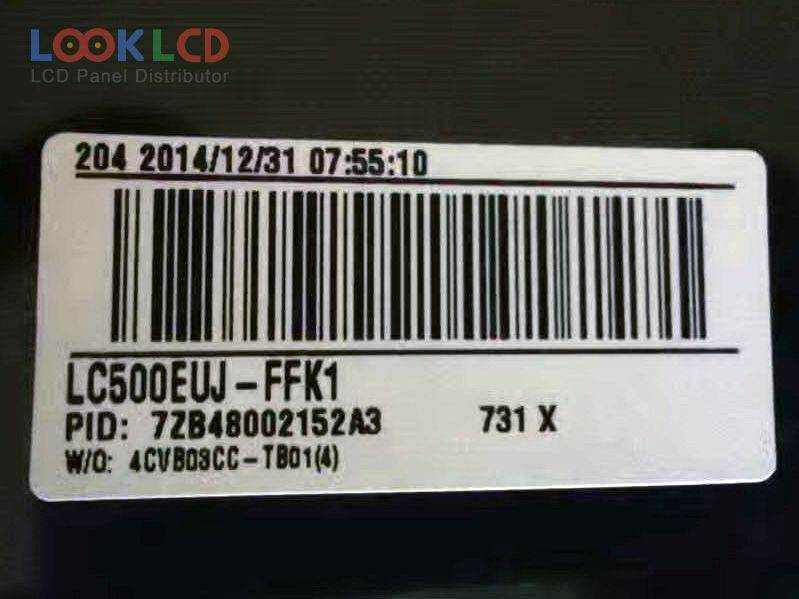 LOOKLCD
LCD Panel Distributor
204 2014/12/31 07:55:10
LC500EUJ-FFK1
PID: 7ZB48002152A3 731 X
W/O: 4CVB03CC-TB01(4)